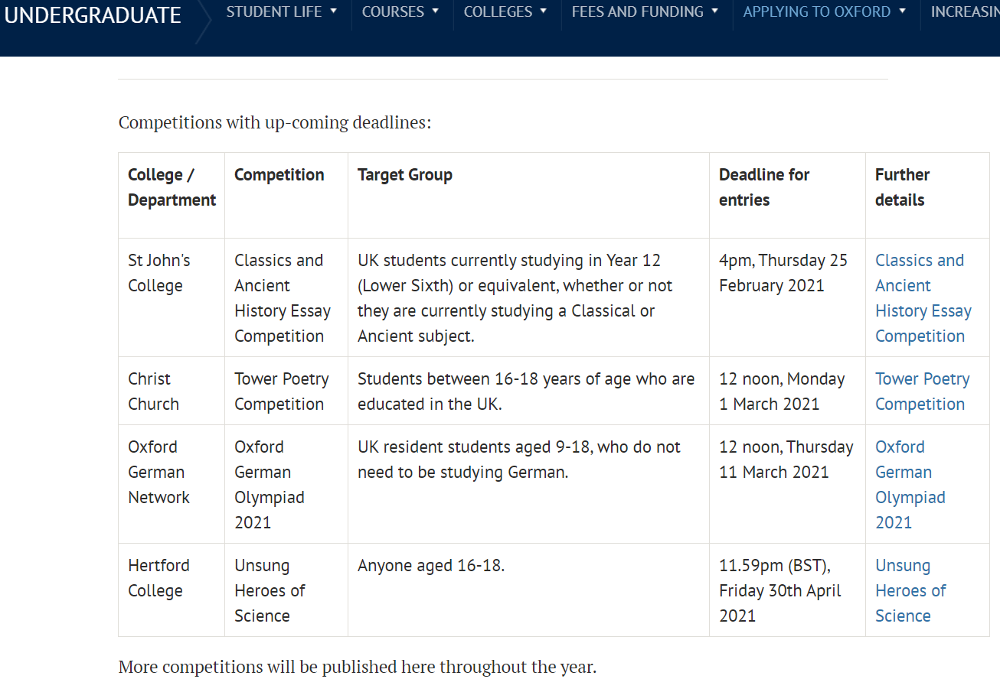 UNDERGRADUATE
STUDENT LIFE
COURSES
COLLEGES
FEES AND FUNDING
APPLYING TO OXFORD
INCREASIN
Competitions with up-coming deadlines:
College /
Department
Competition
Target Group
Deadline for
entries
Further
details
St John's
College
Classics and
Ancient
History Essay
Competition
UK students currently studying in Year 12
(Lower Sixth) or equivalent, whether or not
they are currently studying a Classical or
Ancient subject.
4pm, Thursday 25
February 2021
Classics and
Ancient
History Essay
Competition
Christ
Church
Tower Poetry
Competition
Students between 16-18 years of age who are
educated in the UK.
12 noon, Monday
1 March 2021
Tower Poetry
Competition
Oxford
German
Network
Oxford
German
Olympiad
2021
UK resident students aged 9-18, who do not
need to be studying German.
12 noon, Thursday
11 March 2021
Oxford
German
Olympiad
2021
Hertford
College
Unsung
Heroes of
Science
Anyone aged 16-18.
11.59pm (BST),
Friday 30th April
2021
Unsung
Heroes of
Science
More competitions will be published here throughout the year.